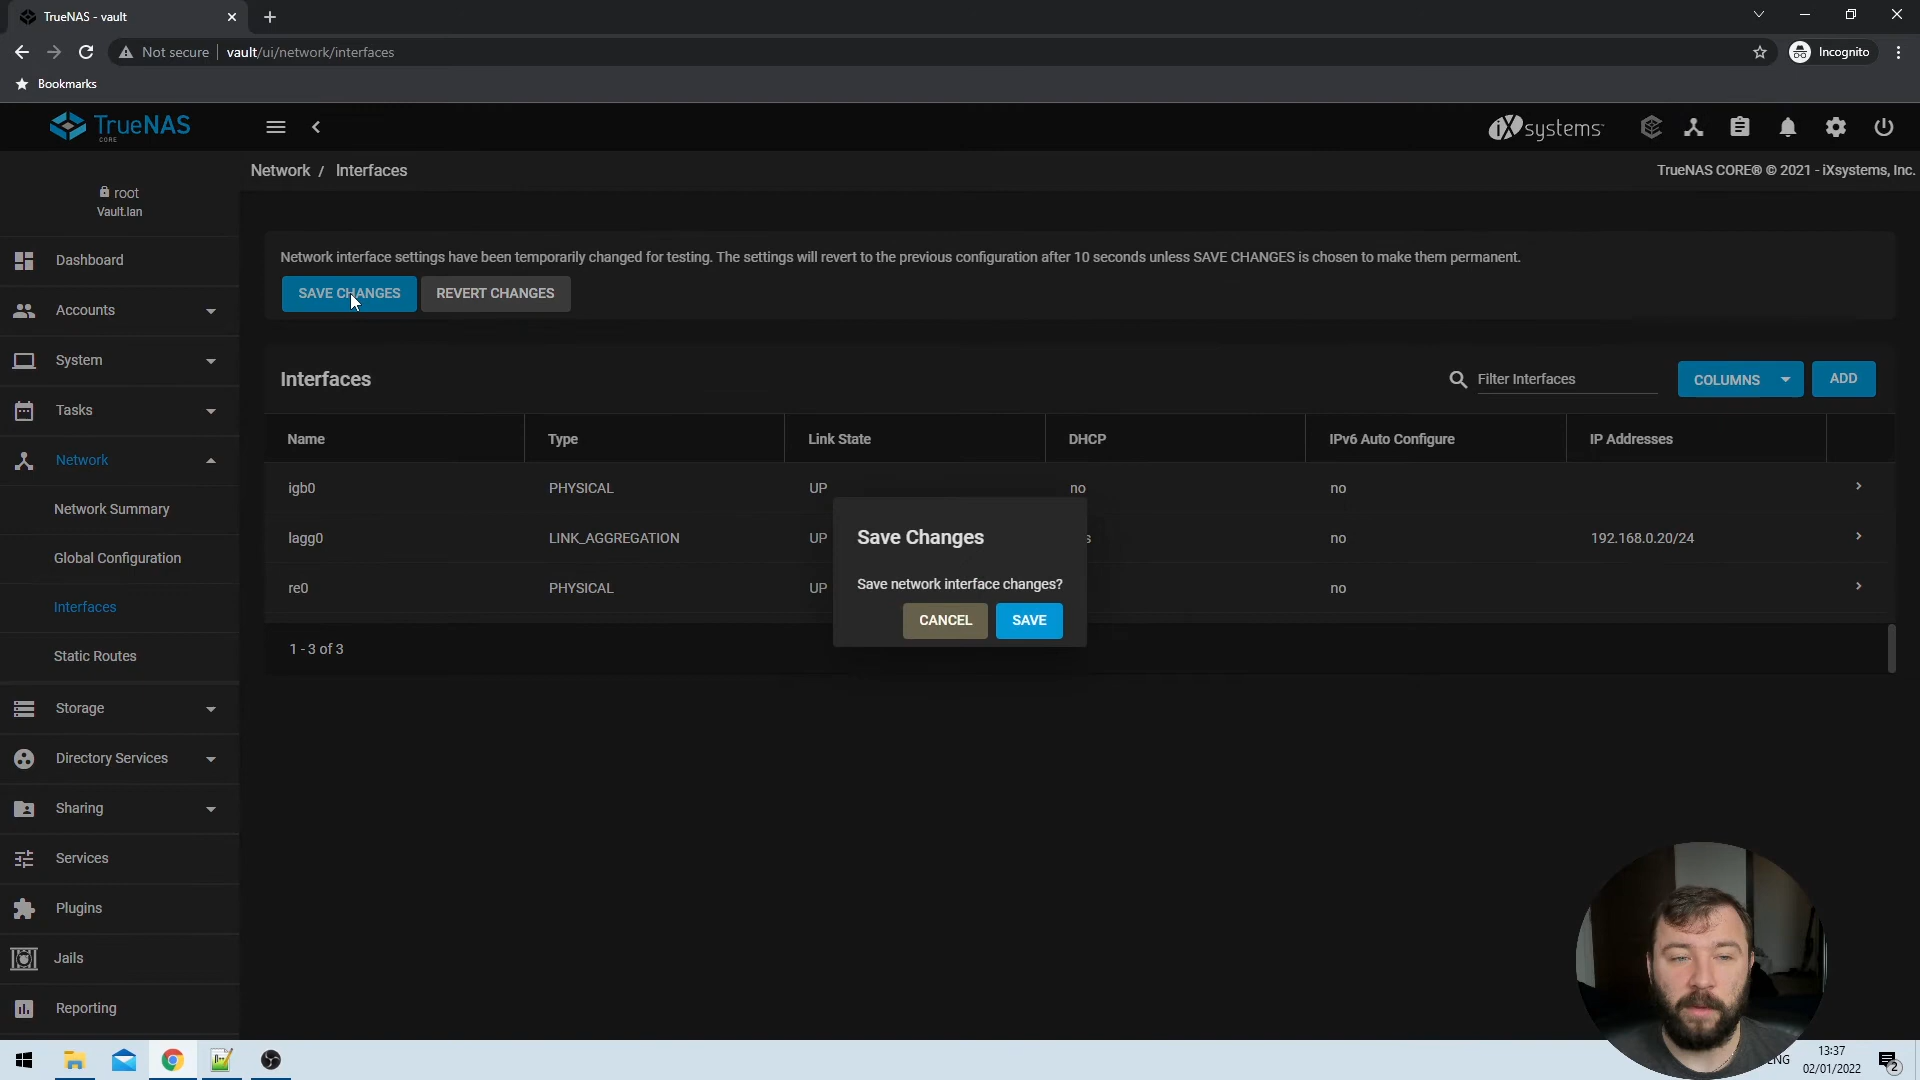 TrueNAS - vault
Not secure
vault/ui/network/interfaces
Incognito
Bookmarks
TrueNAS
CORE
iXsystems
Network / Interfaces
TrueNAS CORE® © 2021 - iXsystems, Inc.
root
Vault.lan
Dashboard
Accounts
System
Tasks
Network
Network Summary
Global Configuration
Interfaces
Static Routes
Storage
Directory Services
Sharing
Services
Plugins
Jails
Reporting
Network interface settings have been temporarily changed for testing. The settings will revert to the previous configuration after 10 seconds unless SAVE CHANGES is chosen to make them permanent.
SAVE CHANGES REVERT CHANGES
Interfaces
Filter Interfaces
COLUMNS
ADD
Name Type Link State DHCP IPv6 Auto Configure IP Addresses
igb0 PHYSICAL UP no no
lagg0 LINK_AGGREGATION UP s no 192.168.0.20/24
re0 PHYSICAL UP no
1 - 3 of 3
Save Changes
Save network interface changes?
CANCEL SAVE
ENG
13:37
02/01/2022
2